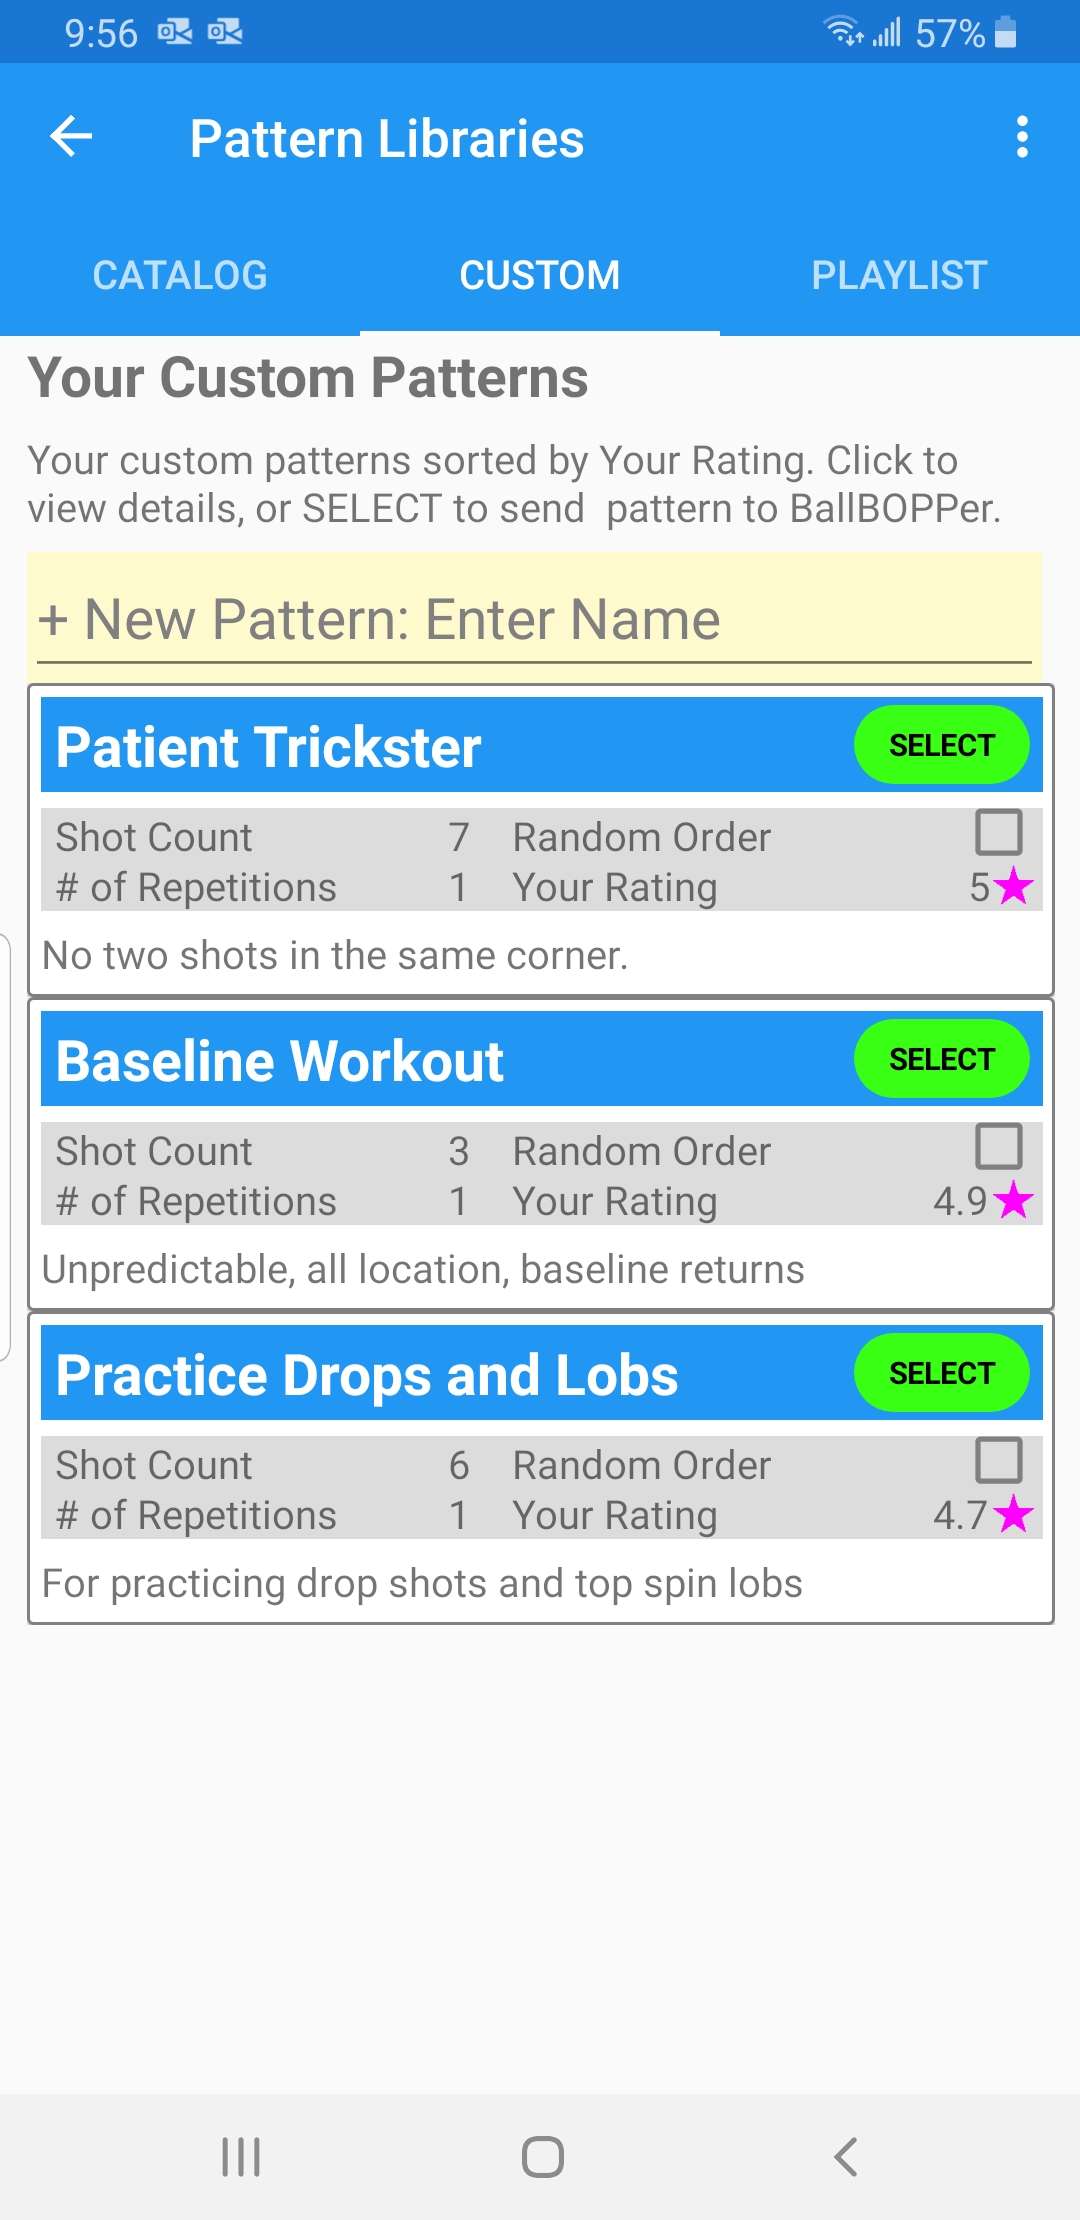 9:56 57%
Pattern Libraries
CATALOG CUSTOM PLAYLIST
Your Custom Patterns
Your custom patterns sorted by Your Rating. Click to
view details, or SELECT to send  pattern to BallBOPPer.
+ New Pattern: Enter Name
Patient Trickster SELECT
Shot Count 7 Random Order
# of Repetitions 1 Your Rating 5
No two shots in the same corner.
Baseline Workout SELECT
Shot Count 3 Random Order
# of Repetitions 1 Your Rating 4.9
Unpredictable, all location, baseline returns
Practice Drops and Lobs SELECT
Shot Count 6 Random Order
# of Repetitions 1 Your Rating 4.7
For practicing drop shots and top spin lobs